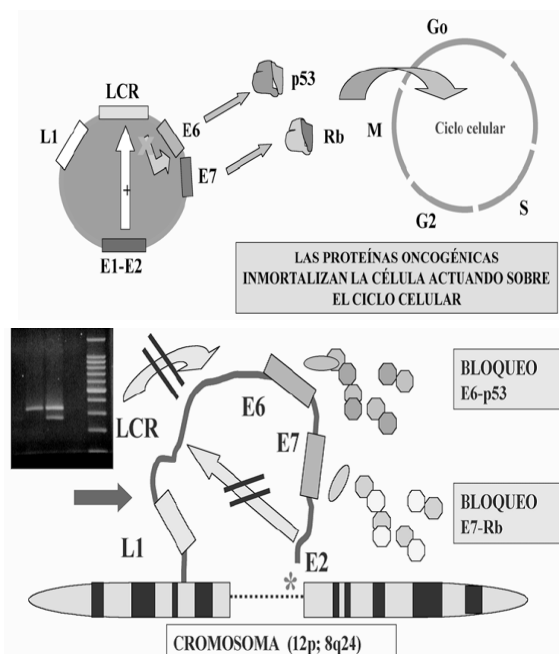 Go
p53
LCR
L1
E6
Rb
M
Ciclo celular
E7
+
G2
S
E1-E2
LAS PROTEÍNAS ONCOGÉNICAS
INMORTALIZAN LA CÉLULA ACTUANDO SOBRE
EL CICLO CELULAR
BLOQUEO
E6-p53
E6
LCR
E7
BLOQUEO
E7-Rb
L1
E2
*
CROMOSOMA (12p; 8q24)